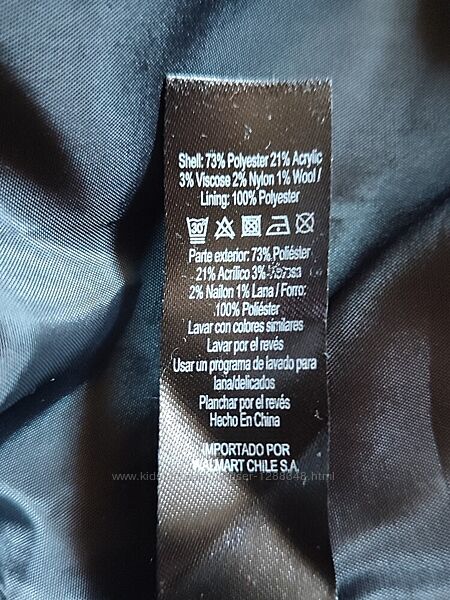 Shell: 73% Polyester 21% Acrylic
3% Viscose 2% Nylon 1% Wool /
Lining: 100% Polyester
30
Parte exterior: 73% Poliéster
21% Acrílico 3% Viscosa
2% Nailon 1% Lana / Forro:
100% Poliéster
Lavar con colores similares
Lavar por el revés
Usar un programa de lavado para
lana/delicados
Planchar por el revés
Hecho En China
IMPORTADO POR
WALMART CHILE S.A.